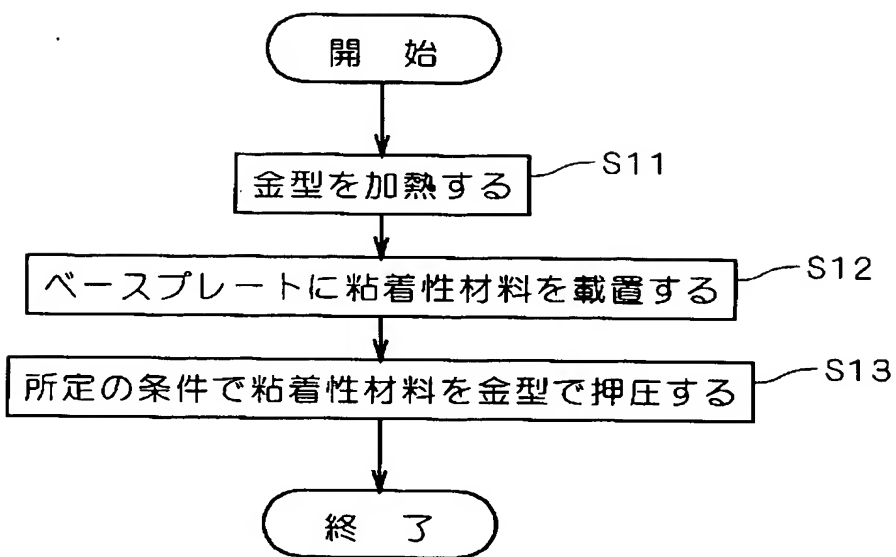 開 始
金型を加熱する
S11
ベースプレートに粘着性材料を載置する
S12
所定の条件で粘着性材料を金型で押圧する
S13
終 了